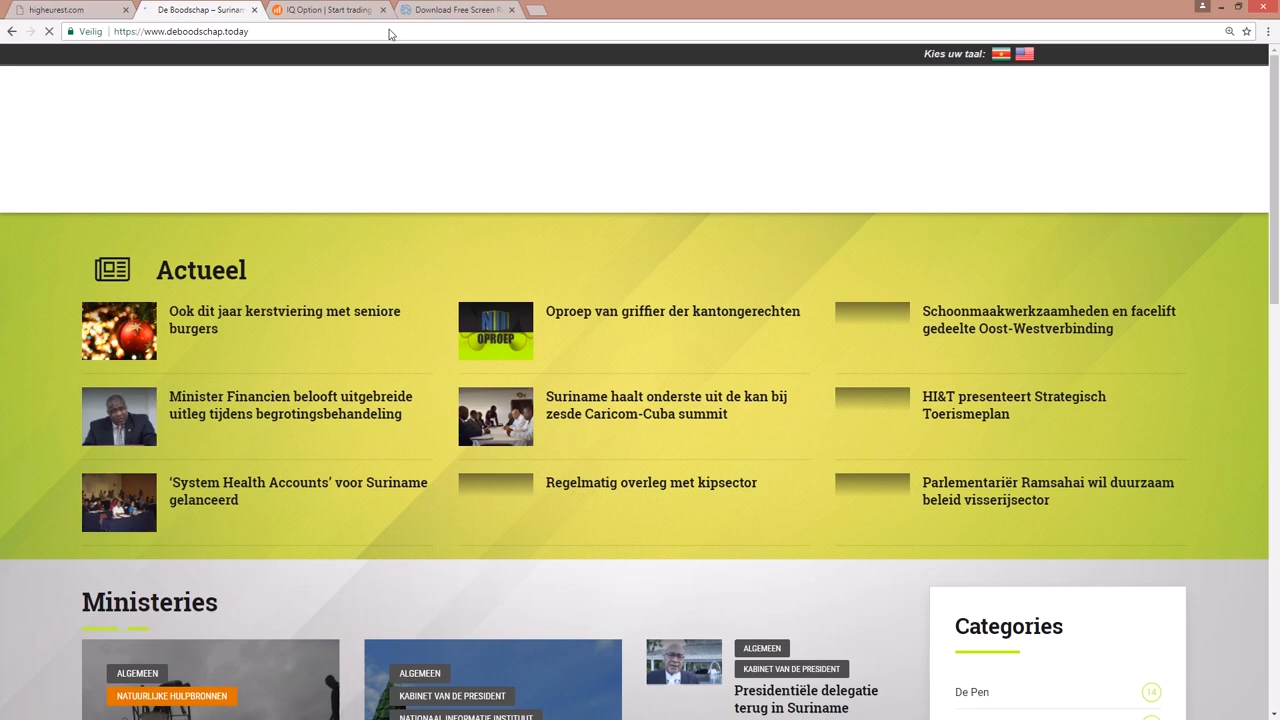 higheurest.com
De Boodschap – Surinam
IQ Option | Start trading
Download Free Screen R
Veilig
https://www.deboodschap.today
Kies uw taal:
Actueel
Ook dit jaar kerstviering met seniore
burgers
OPROEP
Oproep van griffier der kantongerechten
Schoonmaakwerkzaamheden en facelift
gedeelte Oost-Westverbinding
Minister Financien belooft uitgebreide
uitleg tijdens begrotingsbehandeling
Suriname haalt onderste uit de kan bij
zesde Caricom-Cuba summit
HI&T presenteert Strategisch
Toerismeplan
‘System Health Accounts’ voor Suriname
gelanceerd
Regelmatig overleg met kipsector
Parlementariër Ramsahai wil duurzaam
beleid visserijsector
Ministeries
ALGEMEEN
NATUURLIJKE HULPBRONNEN
ALGEMEEN
KABINET VAN DE PRESIDENT
NATIONAAL INFORMATIE INSTITUUT
ALGEMEEN
KABINET VAN DE PRESIDENT
Presidentiële delegatie
terug in Suriname
Categories
De Pen
14